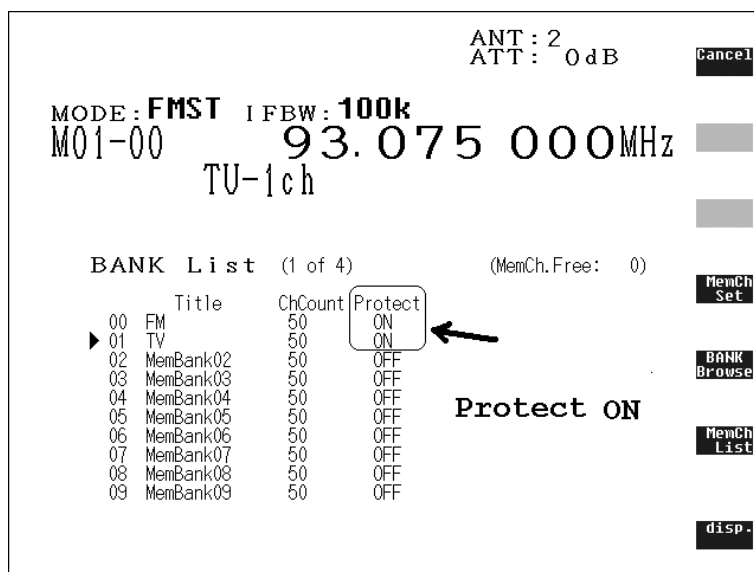 ANT:2
ATT: 0dB
Cancel
MODE:FMST IFBW:100k
M01-00 93.075 000MHz
TU-1ch
BANK List (1 of 4) (MemCh.Free: 0)
MemCh
Set
Title ChCount Protect
00 FM 50 ON
01 TV 50 ON
02 MemBank02 50 OFF
03 MemBank03 50 OFF
04 MemBank04 50 OFF
05 MemBank05 50 OFF
06 MemBank06 50 OFF
07 MemBank07 50 OFF
08 MemBank08 50 OFF
09 MemBank09 50 OFF
BANK
Browse
Protect ON
MemCh
List
disp.